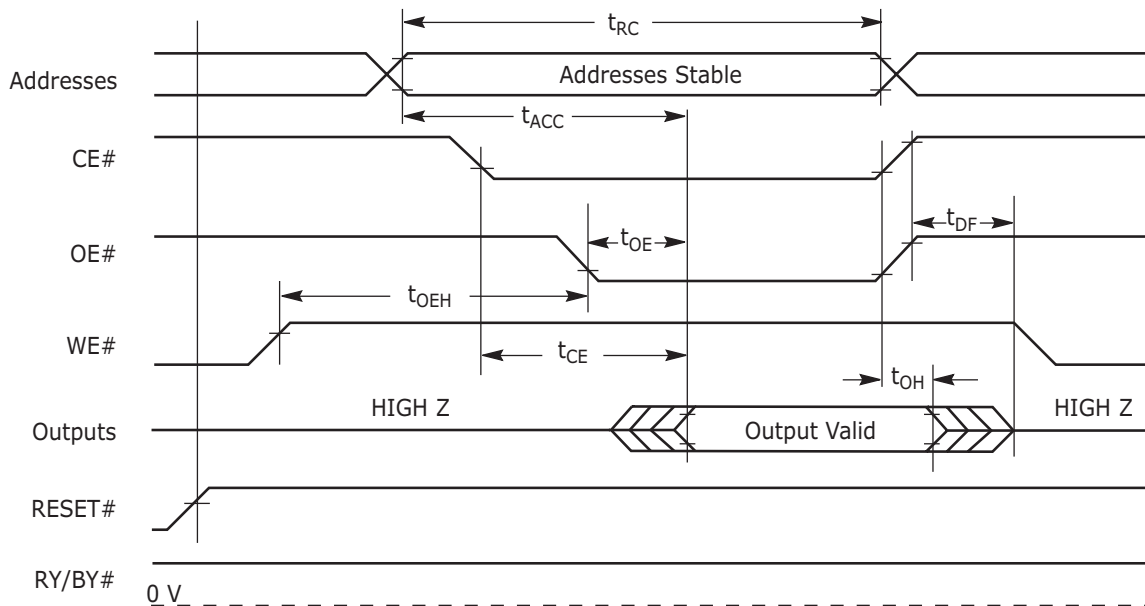 tRC
Addresses
Addresses Stable
tACC
CE#
tDF
OE#
tOE
tOEH
WE#
tCE
tOH
HIGH Z
HIGH Z
Outputs
Output Valid
RESET#
RY/BY#
0 V